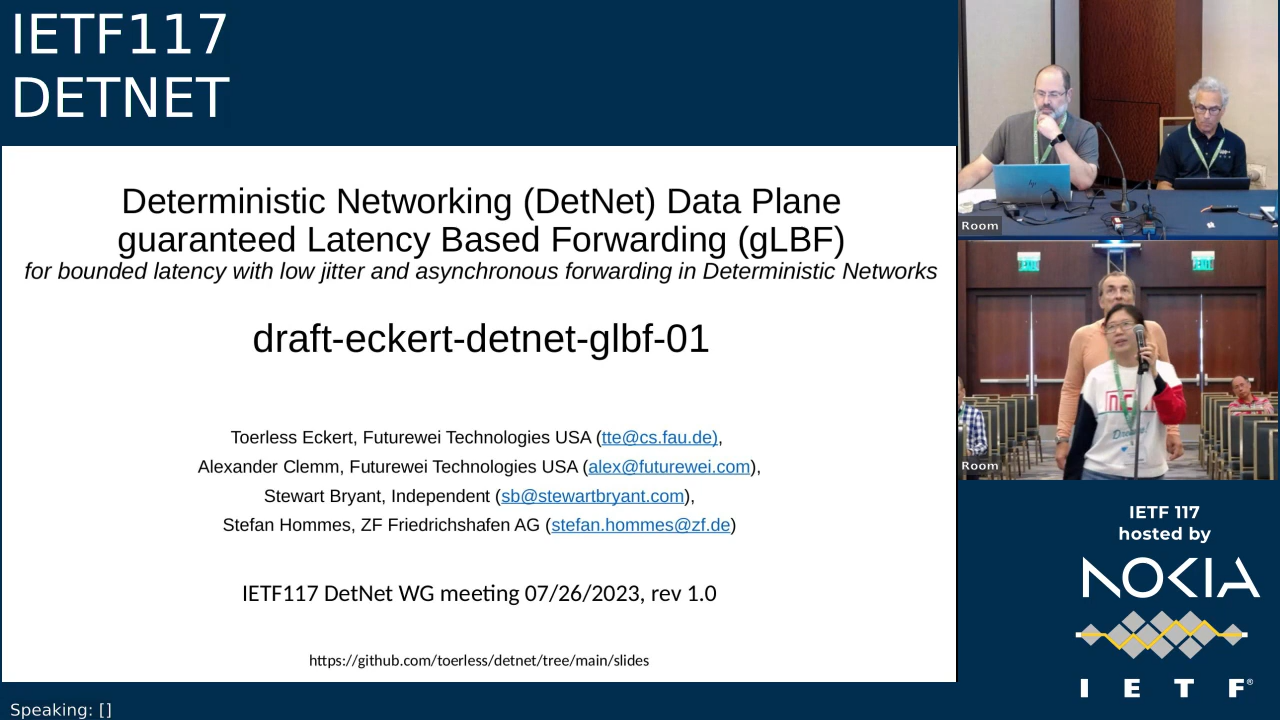 IETF117
DETNET
Deterministic Networking (DetNet) Data Plane
guaranteed Latency Based Forwarding (gLBF)
for bounded latency with low jitter and asynchronous forwarding in Deterministic Networks
draft-eckert-detnet-glbf-01
Toerless Eckert, Futurewei Technologies USA (tte@cs.fau.de),
Alexander Clemm, Futurewei Technologies USA (alex@futurewei.com),
Stewart Bryant, Independent (sb@stewartbryant.com),
Stefan Hommes, ZF Friedrichshafen AG (stefan.hommes@zf.de)
IETF117 DetNet WG meeting 07/26/2023, rev 1.0
https://github.com/toerless/detnet/tree/main/slides
Speaking: []
Room
Room
IETF 117
hosted by
NOKIA
I E T F®